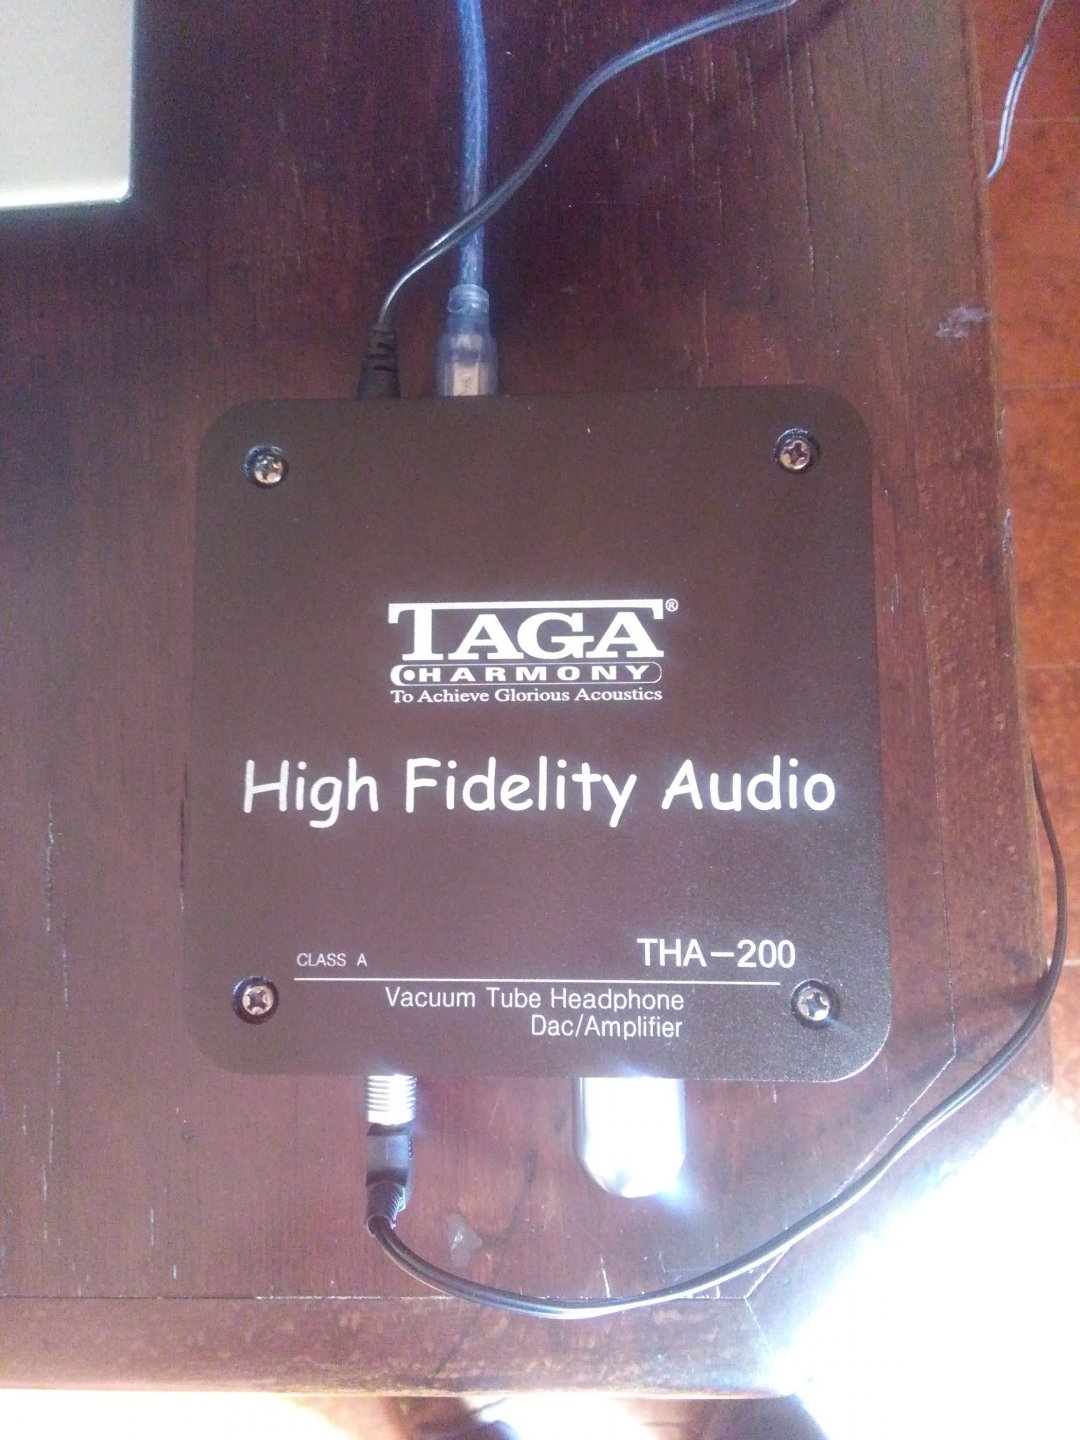 TAGA®
HARMONY
To Achieve Glorious Acoustics
High Fidelity Audio
CLASS A THA-200
Vacuum Tube Headphone
Dac/Amplifier